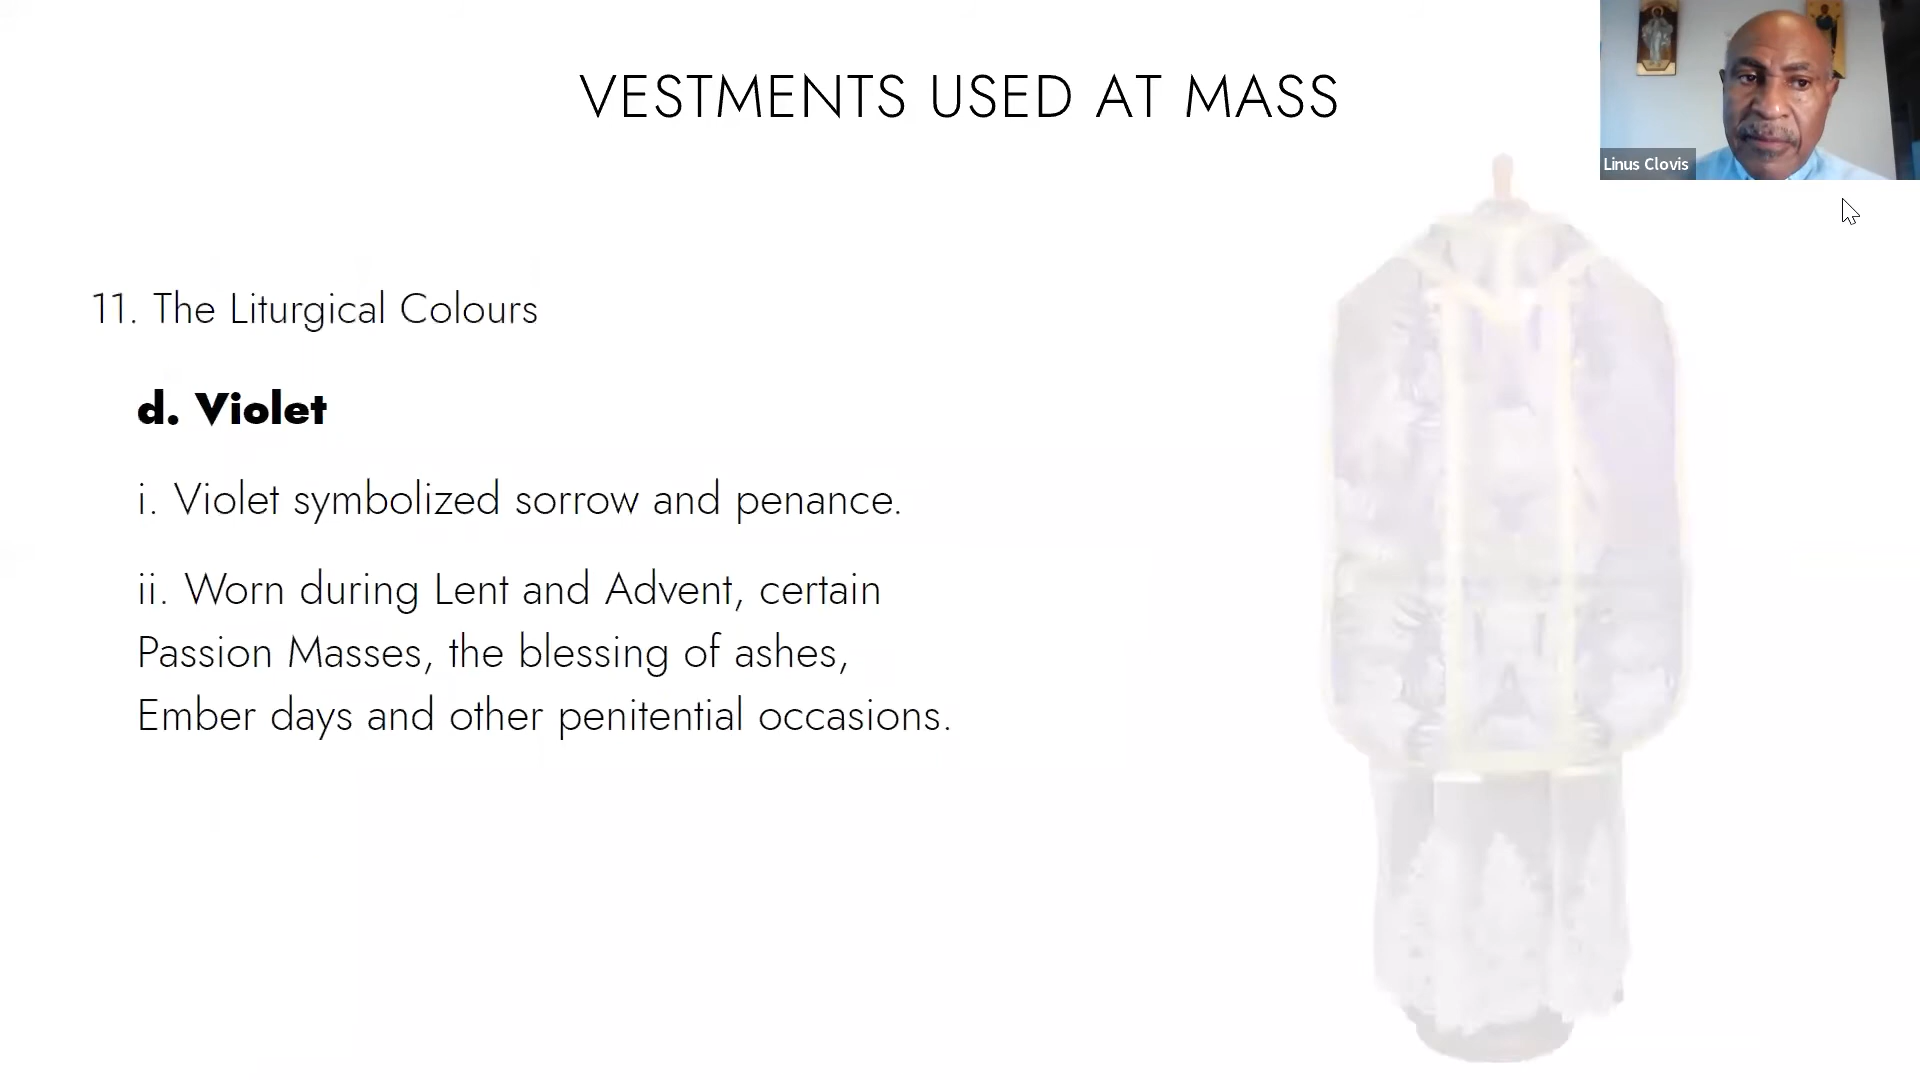 VESTMENTS USED AT MASS
Linus Clovis
11. The Liturgical Colours
d. Violet
i. Violet symbolized sorrow and penance.
ii. Worn during Lent and Advent, certain
Passion Masses, the blessing of ashes,
Ember days and other penitential occasions.